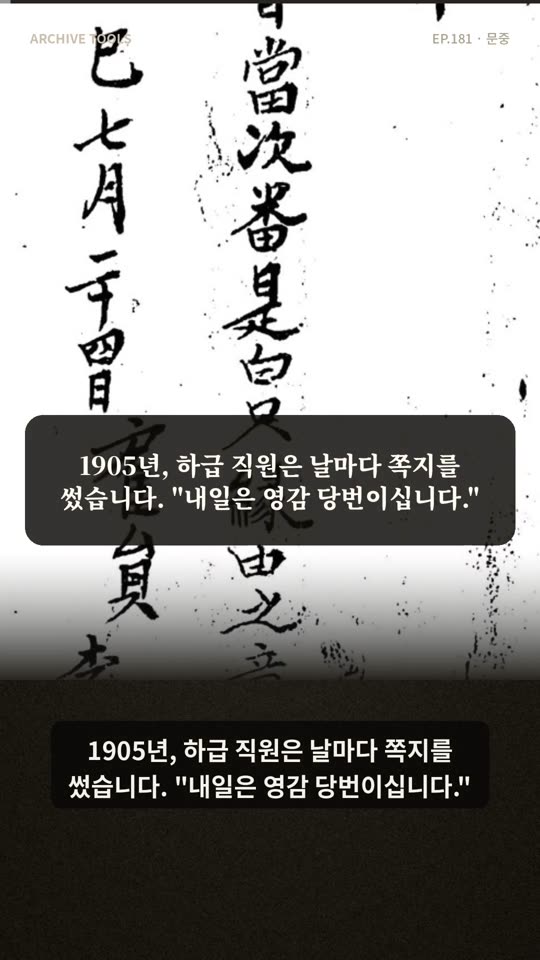 ARCHIVE TOOLS
EP.181 · 문중
當次番是白只緣由之
巳七月二十四日
員李
1905년, 하급 직원은 날마다 쪽지를
썼습니다. "내일은 영감 당번이십니다."
1905년, 하급 직원은 날마다 쪽지를
썼습니다. "내일은 영감 당번이십니다."